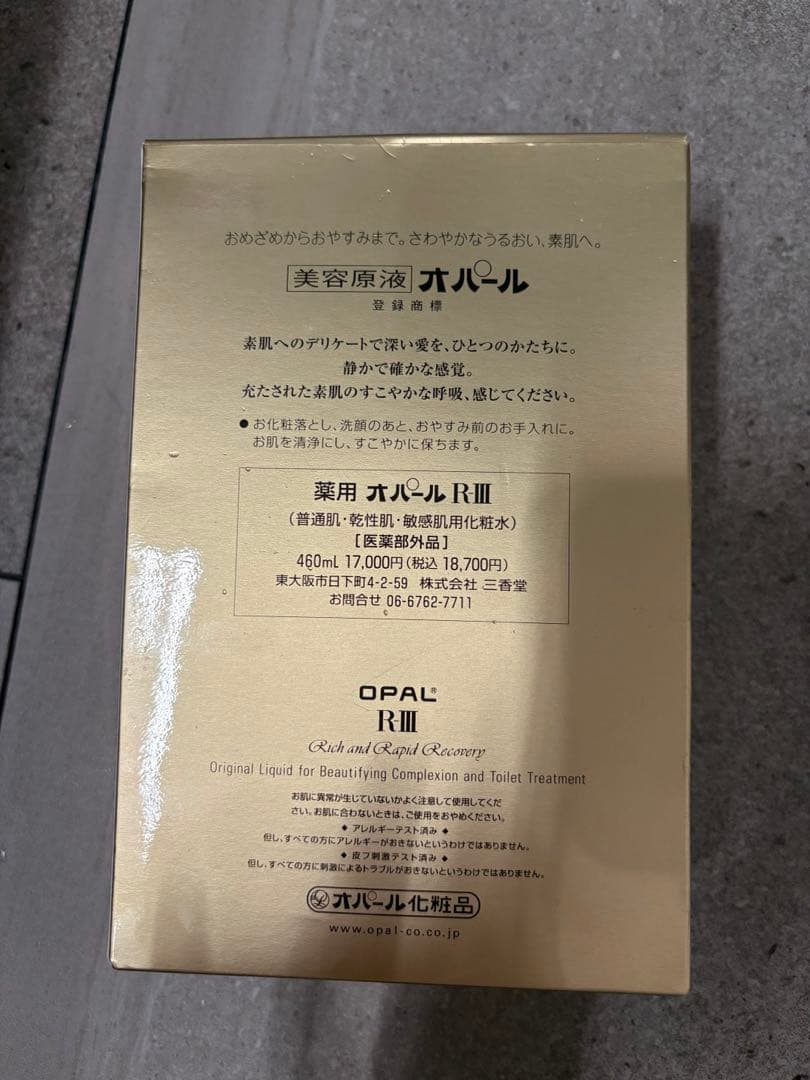 おめざめからおやすみまで。さわやかなうるおい、素肌へ。
美容原液 オパール
登録商標
素肌へのデリケートで深い愛を、ひとつのかたちに。
静かで確かな感覚。
充たされた素肌のすこやかな呼吸、感じてください。
● お化粧落とし、洗顔のあと、おやすみ前のお手入れに。
お肌を清浄にし、すこやかに保ちます。
薬用 オパール R-III
(普通肌・乾性肌・敏感肌用化粧水)
[医薬部外品]
460mL 17,000円(税込 18,700円)
東大阪市日下町4-2-59 株式会社 三香堂
お問合せ 06-6762-7711
OPAL®
R-III
Rich and Rapid Recovery
Original Liquid for Beautifying Complexion and Toilet Treatment
お肌に異常が生じていないかよく注意して使用してくだ
さい。お肌に合わないときは、ご使用をおやめください。
◆ アレルギーテスト済み ◆
但し、すべての方にアレルギーがおきないというわけではありません。
◆ 皮フ刺激テスト済み ◆
但し、すべての方に刺激によるトラブルがおきないというわけではありません。
オパール化粧品
www.opal-co.co.jp